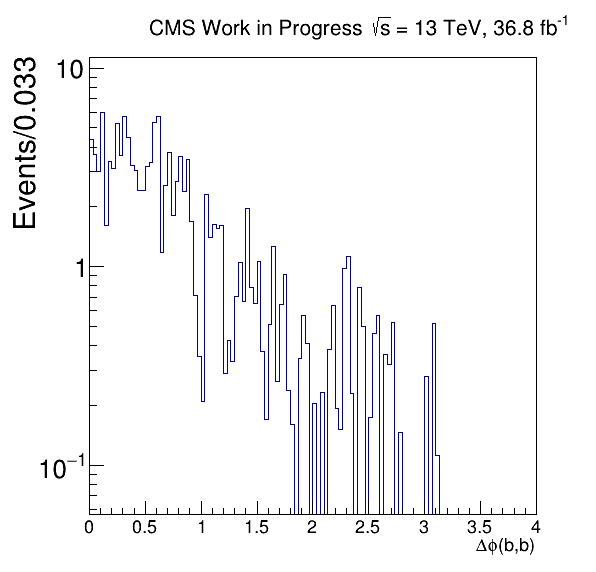 CMS Work in Progress √s = 13 TeV, 36.8 fb⁻¹
Events/0.033
10
1
10⁻¹
0 0.5 1 1.5 2 2.5 3 3.5 4
Δϕ(b,b)